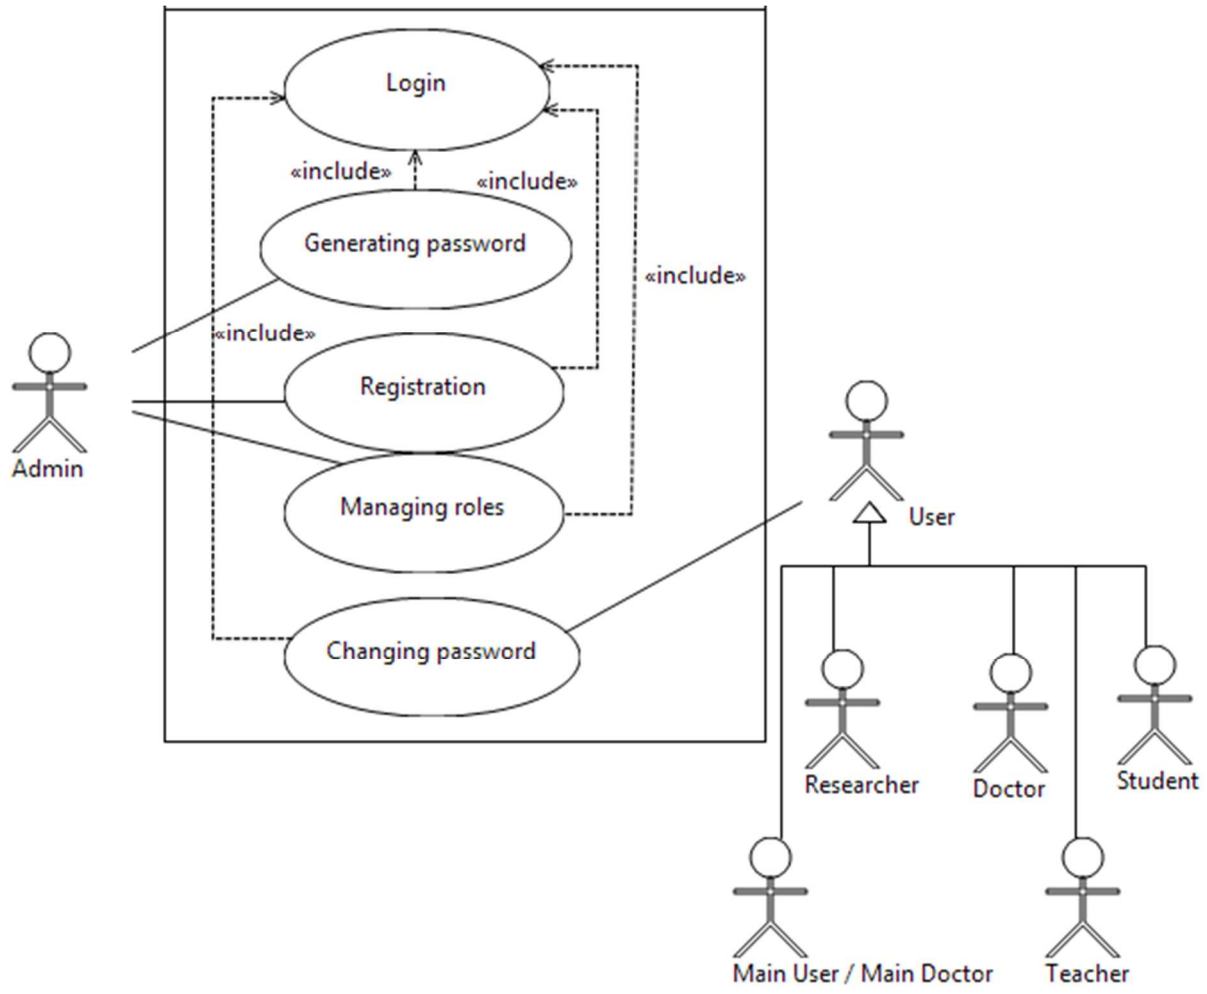 Login
«include»
«include»
Generating password
«include»
«include»
Registration
Admin
Managing roles
User
Changing password
Researcher
Doctor
Student
Main User / Main Doctor
Teacher